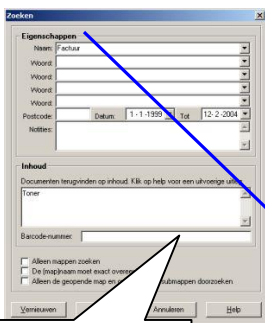 Zoeken
Eigenschappen
Naam: Factuur
Woord:
Woord:
Woord:
Woord:
Postcode: Datum: 1-1-1999 Tot 12-2-2004
Notities:
Inhoud
Documenten terugvinden op inhoud. Klik op help voor een uitvoerige uitleg.
Toner
Barcode-nummer:
Alleen mappen zoeken
De (map)naam moet exact
Alleen de geopende map en submappen doorzoeken
Vernieuwen Annuleren Help